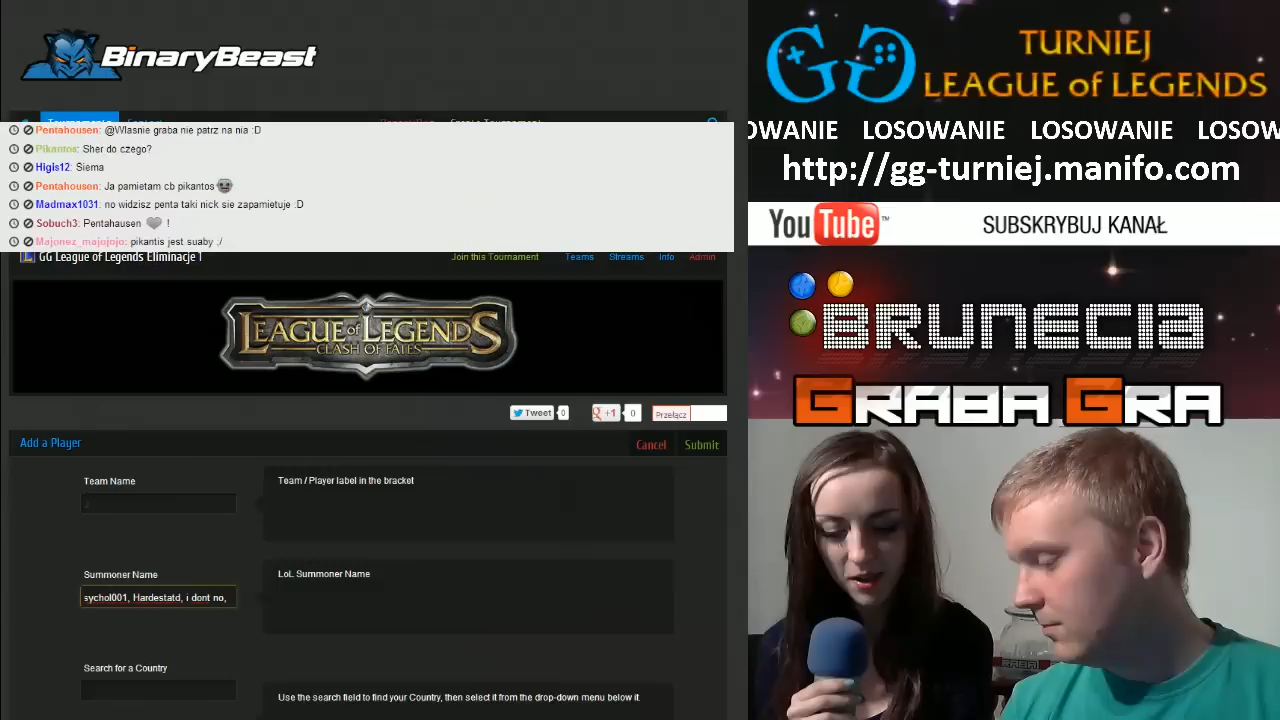 BinaryBeast
Pentahousen: @Wlasnie graba nie patrz na nia :D
Pikantos: Sher do czego?
Higis12: Siema
Pentahousen: Ja pamietam cb pikantos
Madmax1031: no widzisz penta taki nick sie zapamietuje :D
Sobuch3: Pentahausen !
Majonez_majojojo: pikantis jest suaby :/
GG League of Legends Eliminacje 1
Join this Tournament Teams Streams Info Admin
LEAGUE of LEGENDS
CLASH OF FATES
Tweet 0 g +1 0 Przełącz
Add a Player Cancel Submit
Team Name
Team / Player label in the bracket
Summoner Name
LoL Summoner Name
sychol001, Hardestatd, i dont no,
Search for a Country
Use the search field to find your Country, then select it from the drop-down menu below it.
GG TURNIEJ
LEAGUE of LEGENDS
OWANIE LOSOWANIE LOSOW
http://gg-turniej.manifo.com
YouTube™ SUBSKRYBUJ KANAŁ
BRUNECIA
GRABA GRA
GRABA